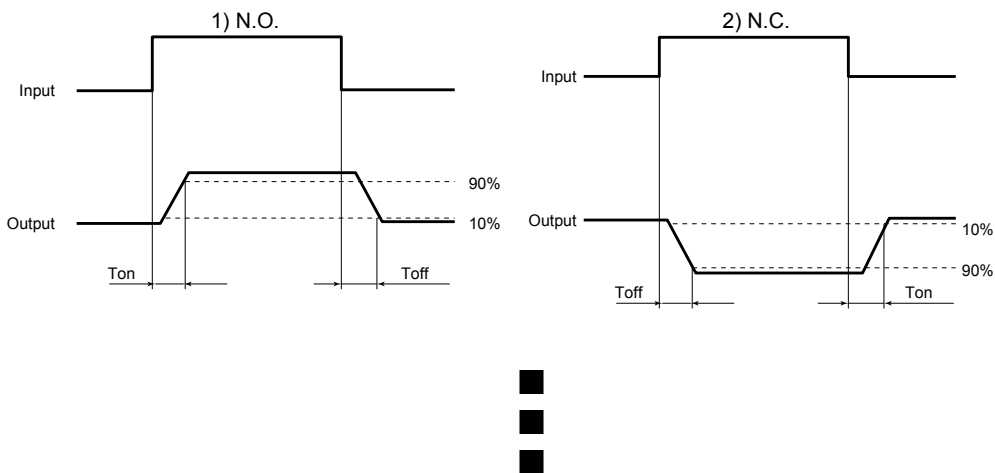 1) N.O.
Input
Output
90%
10%
Ton
Toff
2) N.C.
Input
Output
10%
90%
Toff
Ton